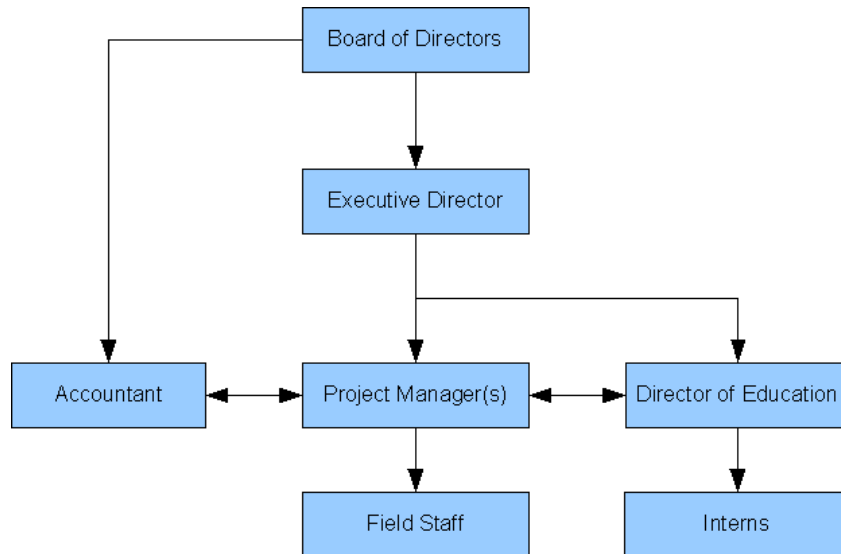 Board of Directors
Executive Director
Accountant
Project Manager(s)
Director of Education
Field Staff
Interns